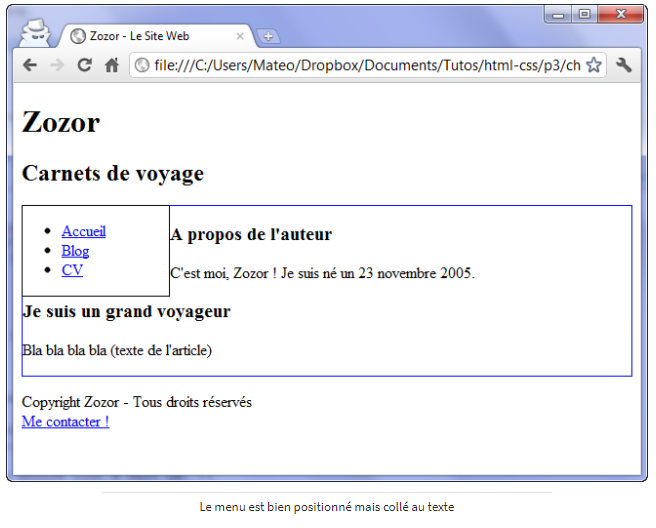 Zozor - Le Site Web
file:///C:/Users/Mateo/Dropbox/Documents/Tutos/html-css/p3/ch
Zozor
Carnets de voyage
Accueil
Blog
CV
A propos de l'auteur
C'est moi, Zozor ! Je suis né un 23 novembre 2005.
Je suis un grand voyageur
Bla bla bla bla (texte de l'article)
Copyright Zozor - Tous droits réservés
Me contacter !
Le menu est bien positionné mais collé au texte